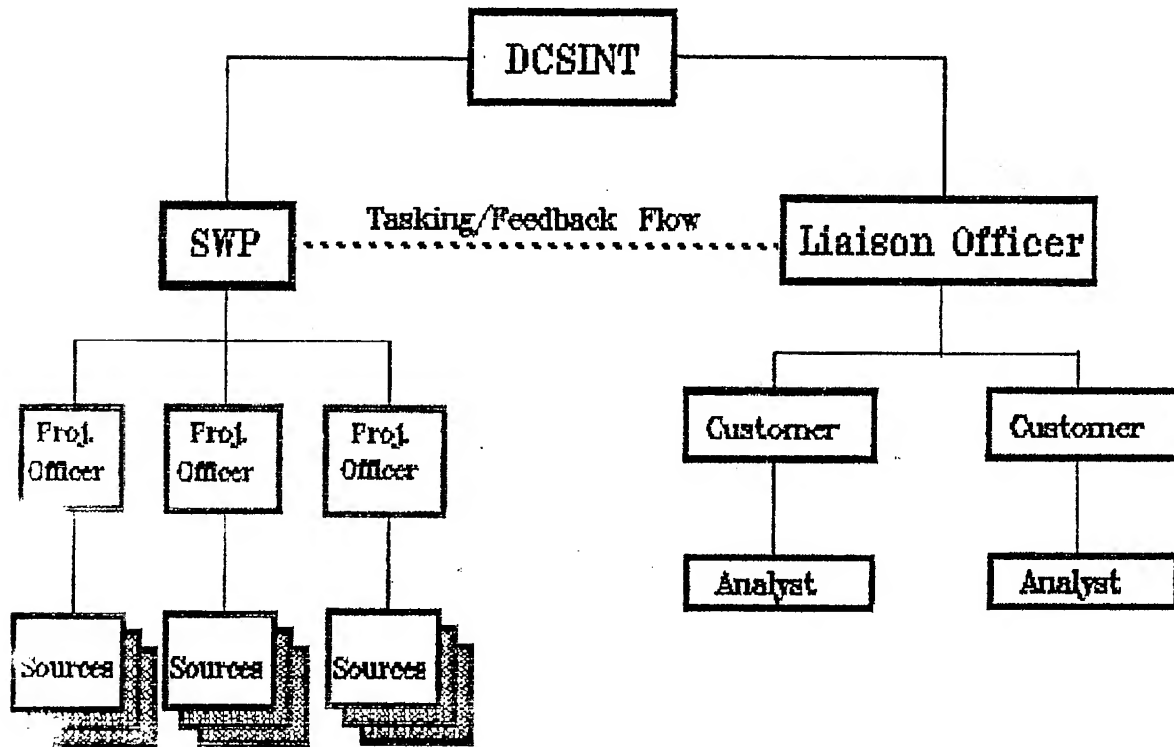 DCSINT
Tasking/Feedback Flow
SWP
Liaison Officer
Proj.
Officer
Proj.
Officer
Proj.
Officer
Customer
Customer
Analyst
Analyst
Sources
Sources
Sources